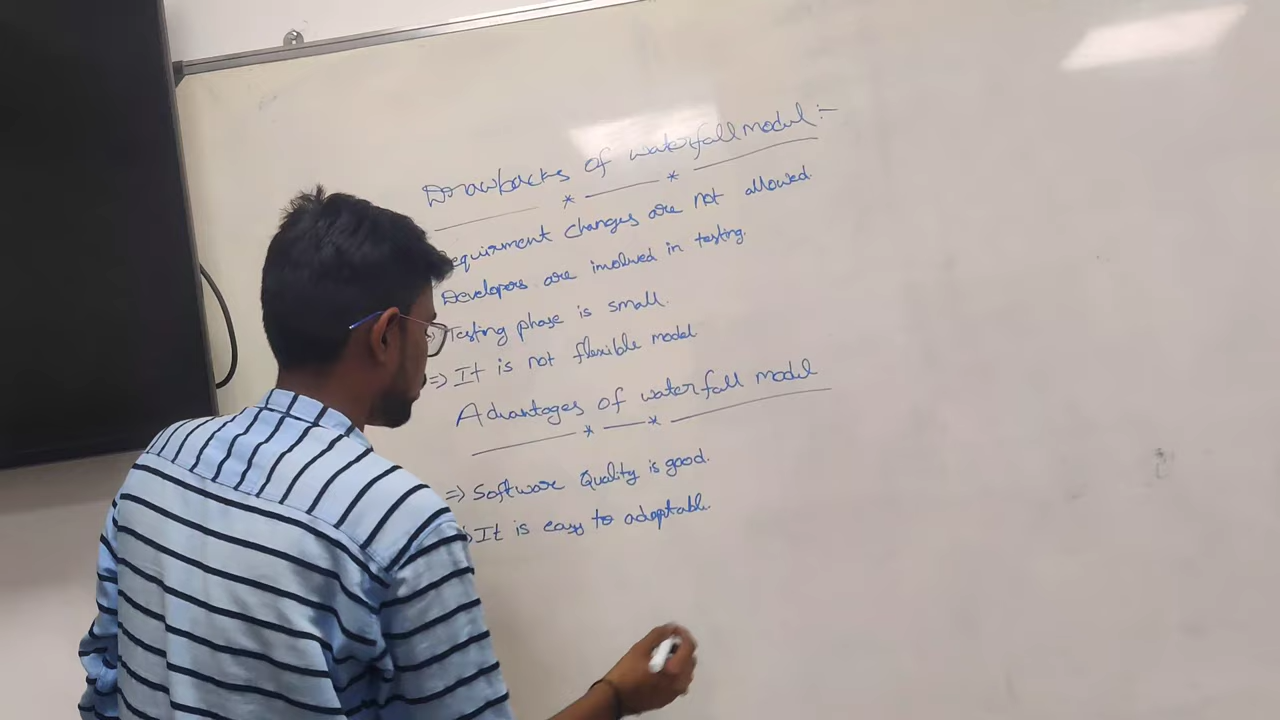 Drawbacks of waterfall model :-
equirment changes are not allowed
Developers are involved in testing.
Testing phase is small.
=> It is not flexible model
Advantages of waterfall model
=> Software Quality is good.
It is easy to adoptable.